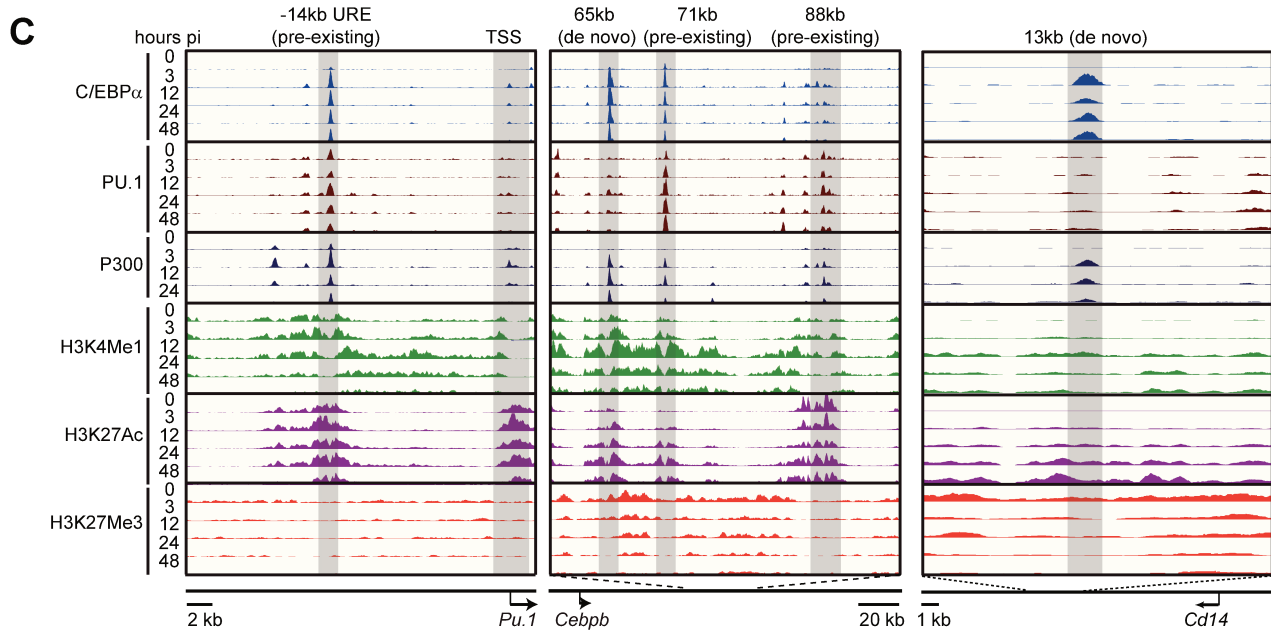 C
-14kb URE
(pre-existing)
TSS
65kb
(de novo)
71kb
(pre-existing)
88kb
(pre-existing)
13kb (de novo)
hours pi
C/EBPα
0
3
12
24
48
PU.1
0
3
12
24
48
P300
0
3
12
24
H3K4Me1
0
3
12
24
48
H3K27Ac
0
3
12
24
48
H3K27Me3
0
3
12
24
48
2 kb
Pu.1
Cebpb
20 kb
1 kb
Cd14